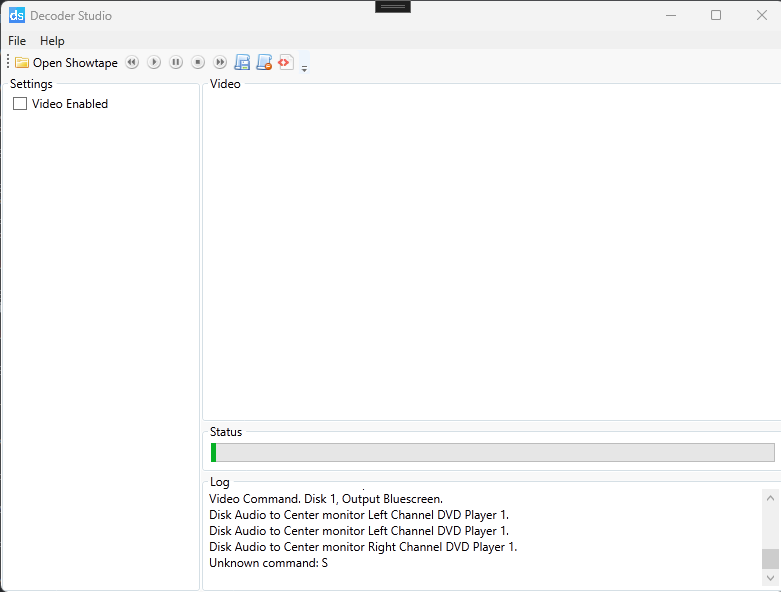 ds Decoder Studio
File Help
Open Showtape
Settings
Video Enabled
Video
Status
Log
Video Command. Disk 1, Output Bluescreen.
Disk Audio to Center monitor Left Channel DVD Player 1.
Disk Audio to Center monitor Left Channel DVD Player 1.
Disk Audio to Center monitor Right Channel DVD Player 1.
Unknown command: S